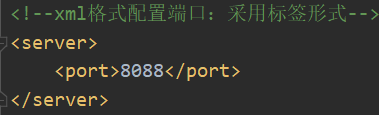 <!--xml格式配置端口：采用标签形式-->
<server>
    <port>8088</port>
</server>